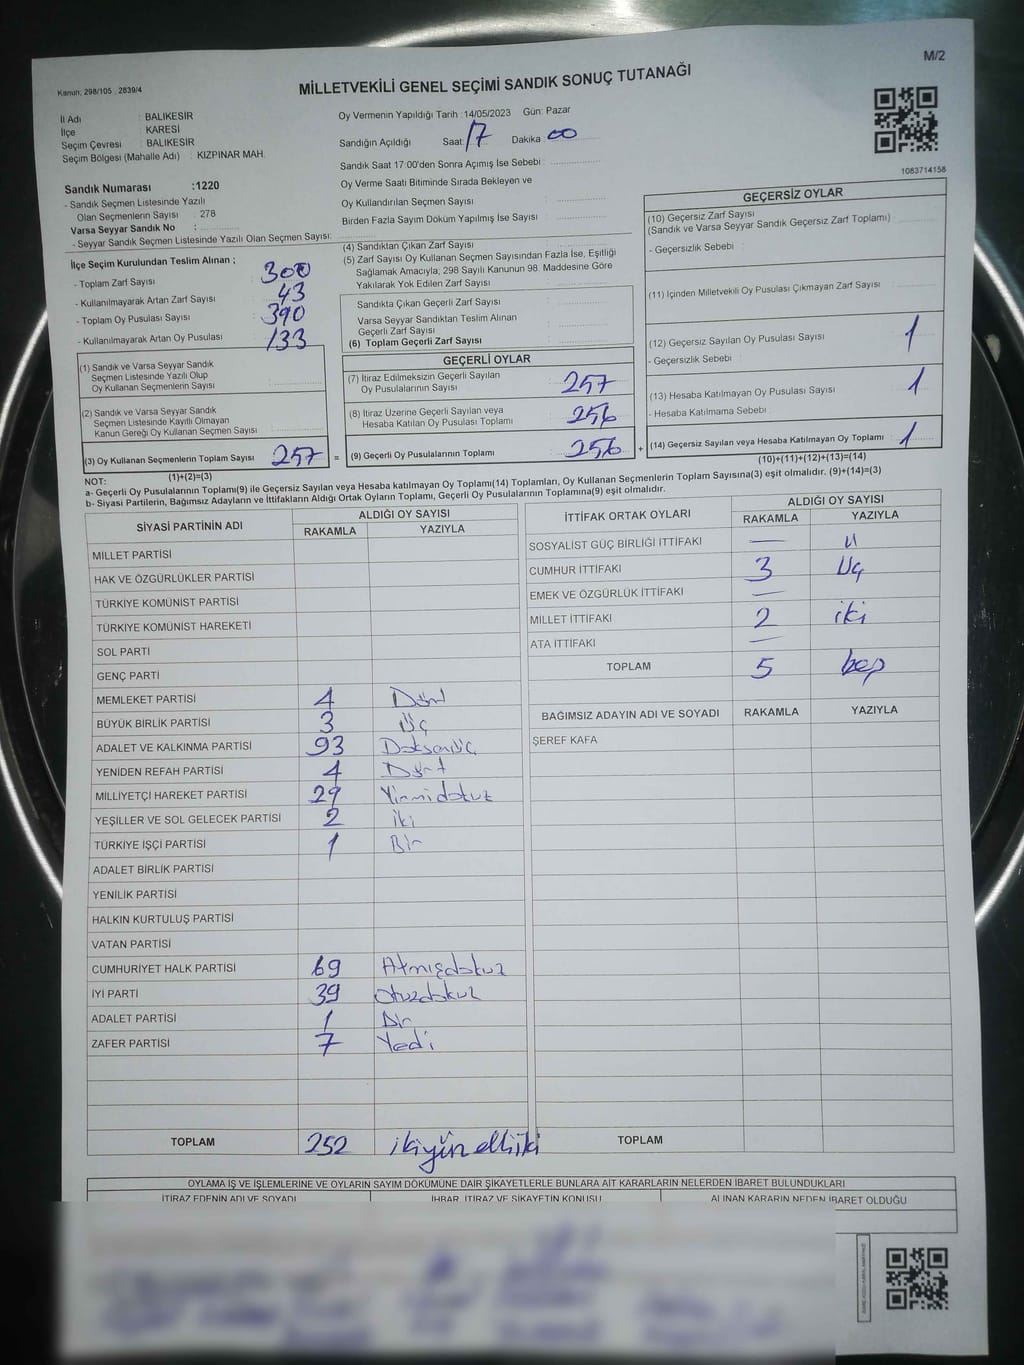 M/2
Kanun: 298/105 , 2839/4
MİLLETVEKİLİ GENEL SEÇİMİ SANDIK SONUÇ TUTANAĞI
1083714158
İl Adı : BALIKESİR
İlçe : KARESİ
Seçim Çevresi : BALIKESİR
Seçim Bölgesi (Mahalle Adı) : KIZPINAR MAH.
Oy Vermenin Yapıldığı Tarih :14/05/2023 Gün: Pazar
Sandığın Açıldığı Saat: 17 Dakika: 00
Sandık Saat 17:00'den Sonra Açımış İse Sebebi :
Oy Verme Saati Bitiminde Sırada Bekleyen ve
Oy Kullandırılan Seçmen Sayısı :
Birden Fazla Sayım Döküm Yapılmış İse Sayısı :
Sandık Numarası :1220
- Sandık Seçmen Listesinde Yazılı
Olan Seçmenlerin Sayısı : 278
Varsa Seyyar Sandık No :
- Seyyar Sandık Seçmen Listesinde Yazılı Olan Seçmen Sayısı:
İlçe Seçim Kurulundan Teslim Alınan ;
- Toplam Zarf Sayısı : 300
- Kullanılmayarak Artan Zarf Sayısı : 43
- Toplam Oy Pusulası Sayısı : 390
- Kullanılmayarak Artan Oy Pusulası : 133
(1) Sandık ve Varsa Seyyar Sandık
Seçmen Listesinde Yazılı Olup
Oy Kullanan Seçmenlerin Sayısı :
(2) Sandık ve Varsa Seyyar Sandık
Seçmen Listesinde Kayıtlı Olmayan
Kanun Gereği Oy Kullanan Seçmen Sayısı :
(3) Oy Kullanan Seçmenlerin Toplam Sayısı 257 =
(1)+(2)=(3)
(4) Sandıktan Çıkan Zarf Sayısı :
(5) Zarf Sayısı Oy Kullanan Seçmen Sayısından Fazla İse, Eşitliği
Sağlamak Amacıyla; 298 Sayılı Kanunun 98. Maddesine Göre
Yakılarak Yok Edilen Zarf Sayısı :
Sandıkta Çıkan Geçerli Zarf Sayısı :
Varsa Seyyar Sandıktan Teslim Alınan
Geçerli Zarf Sayısı :
(6) Toplam Geçerli Zarf Sayısı :
GEÇERLİ OYLAR
(7) İtiraz Edilmeksizin Geçerli Sayılan
Oy Pusulalarının Sayısı : 257
(8) İtiraz Üzerine Geçerli Sayılan veya
Hesaba Katılan Oy Pusulası Toplamı : 256
(9) Geçerli Oy Pusulalarının Toplamı : 256 +
GEÇERSİZ OYLAR
(10) Geçersiz Zarf Sayısı
(Sandık ve Varsa Seyyar Sandık Geçersiz Zarf Toplamı) :
- Geçersizlik Sebebi :
(11) İçinden Milletvekili Oy Pusulası Çıkmayan Zarf Sayısı :
(12) Geçersiz Sayılan Oy Pusulası Sayısı : 1
- Geçersizlik Sebebi :
(13) Hesaba Katılmayan Oy Pusulası Sayısı : 1
- Hesaba Katılmama Sebebi :
(14) Geçersiz Sayılan veya Hesaba Katılmayan Oy Toplamı : 1
(10)+(11)+(12)+(13)=(14)
NOT:
a- Geçerli Oy Pusulalarının Toplamı(9) ile Geçersiz Sayılan veya Hesaba katılmayan Oy Toplamı(14) Toplamları, Oy Kullanan Seçmenlerin Toplam Sayısına(3) eşit olmalıdır. (9)+(14)=(3)
b- Siyasi Partilerin, Bağımsız Adayların ve İttifakların Aldığı Ortak Oyların Toplamı, Geçerli Oy Pusulalarının Toplamına(9) eşit olmalıdır.
SİYASİ PARTİNİN ADI ALDIĞI OY SAYISI
RAKAMLA YAZIYLA
MİLLET PARTİSİ
HAK VE ÖZGÜRLÜKLER PARTİSİ
TÜRKİYE KOMÜNİST PARTİSİ
TÜRKİYE KOMÜNİST HAREKETİ
SOL PARTİ
GENÇ PARTİ
MEMLEKET PARTİSİ 4 Dört
BÜYÜK BİRLİK PARTİSİ 3 Üç
ADALET VE KALKINMA PARTİSİ 93 Doksanüç
YENİDEN REFAH PARTİSİ 4 Dört
MİLLİYETÇİ HAREKET PARTİSİ 29 Yirmidokuz
YEŞİLLER VE SOL GELECEK PARTİSİ 2 iki
TÜRKİYE İŞÇİ PARTİSİ 1 Bir
ADALET BİRLİK PARTİSİ
YENİLİK PARTİSİ
HALKIN KURTULUŞ PARTİSİ
VATAN PARTİSİ
CUMHURİYET HALK PARTİSİ 69 Atmışdokuz
İYİ PARTİ 39 otuzdokuz
ADALET PARTİSİ 1 Bir
ZAFER PARTİSİ 7 Yedi
TOPLAM 252 ikiyüzelliiki
İTTİFAK ORTAK OYLARI ALDIĞI OY SAYISI
RAKAMLA YAZIYLA
SOSYALİST GÜÇ BİRLİĞİ İTTİFAKI —
CUMHUR İTTİFAKI 3 Üç
EMEK VE ÖZGÜRLÜK İTTİFAKI —
MİLLET İTTİFAKI 2 iki
ATA İTTİFAKI —
TOPLAM 5 beş
BAĞIMSIZ ADAYIN ADI VE SOYADI RAKAMLA YAZIYLA
ŞEREF KAFA
TOPLAM
OYLAMA İŞ VE İŞLEMLERİNE VE OYLARIN SAYIM DÖKÜMÜNE DAİR ŞİKAYETLERLE BUNLARA AİT KARARLARIN NELERDEN İBARET BULUNDUKLARI
İTİRAZ EDENİN ADI VE SOYADI İHBAR, İTİRAZ VE ŞİKAYETİN KONUSU ALINAN KARARIN NEDEN İBARET OLDUĞU